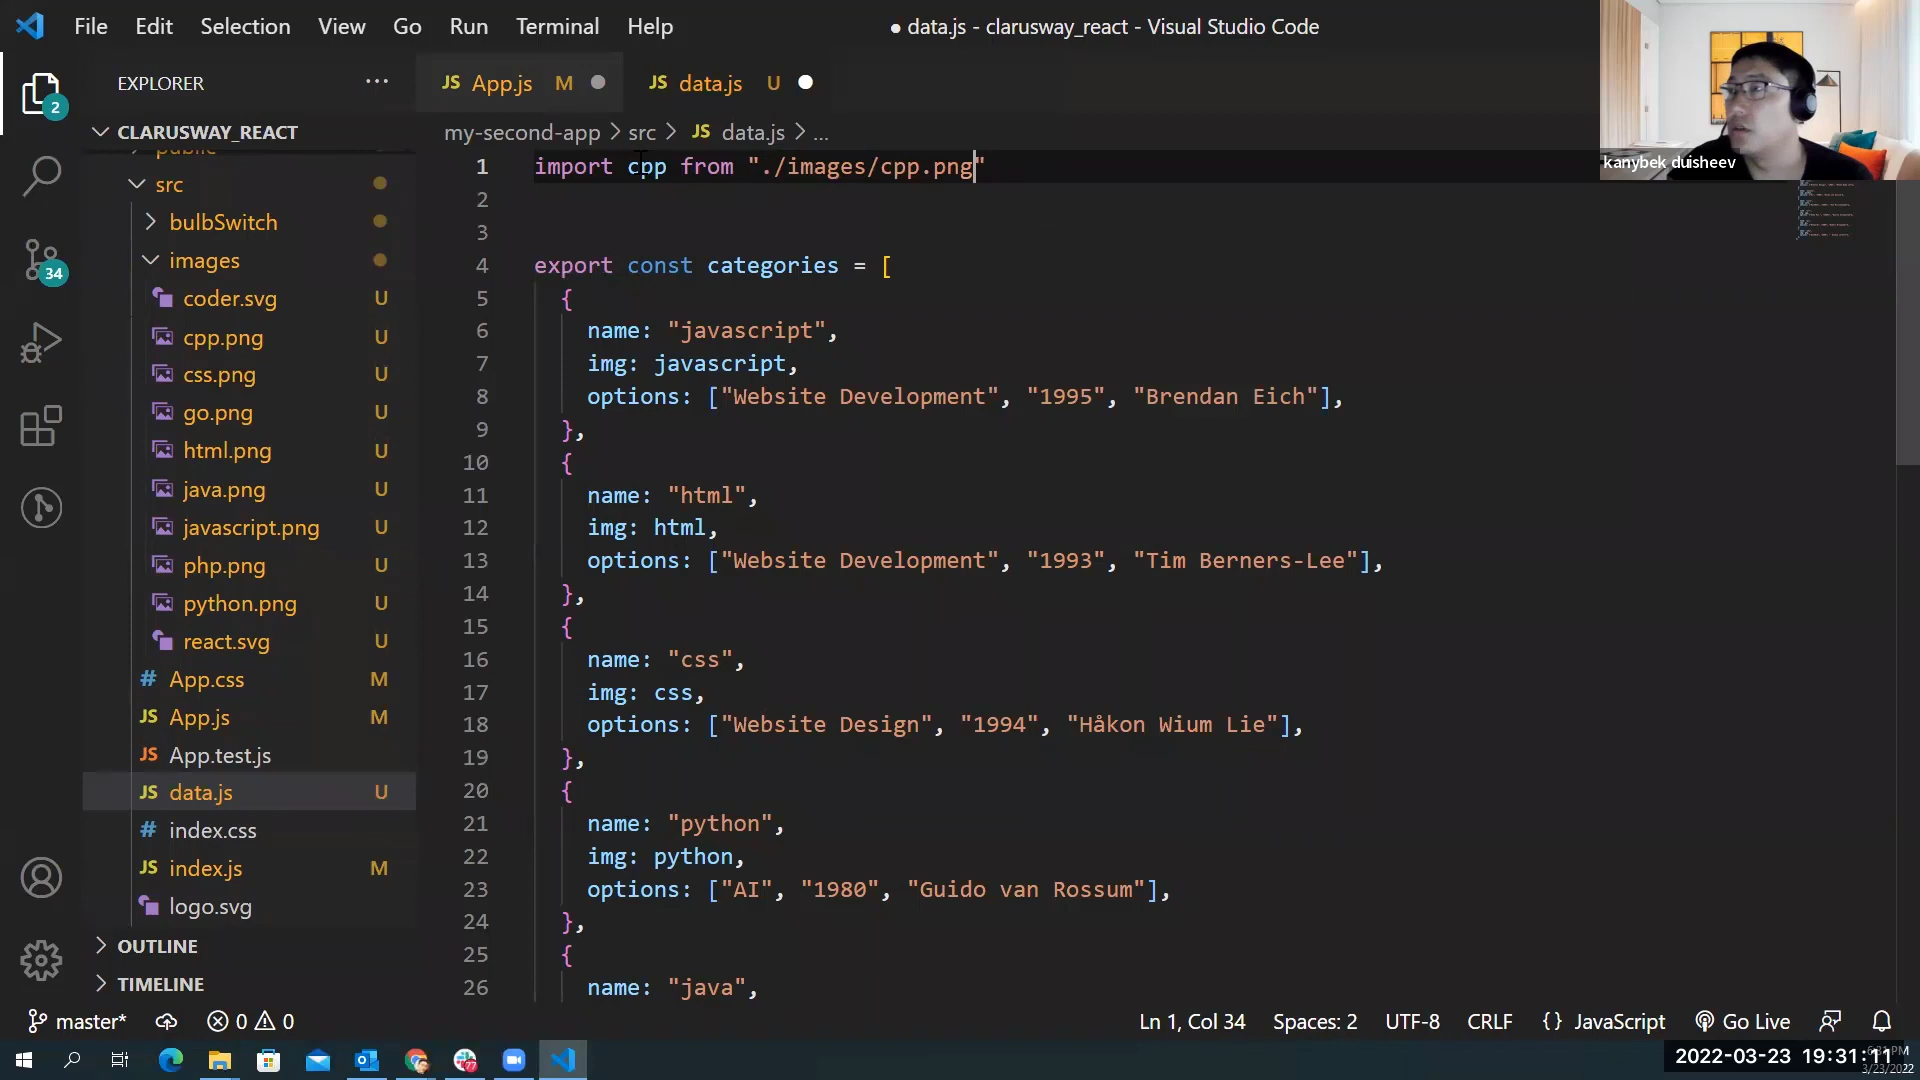 File Edit Selection View Go Run Terminal Help
● data.js - clarusway_react - Visual Studio Code
EXPLORER ···
JS App.js M
JS data.js U
CLARUSWAY_REACT
my-second-app > src > JS data.js > ...
kanybek duisheev
public
src
bulbSwitch
images
coder.svg U
cpp.png U
css.png U
go.png U
html.png U
java.png U
javascript.png U
php.png U
python.png U
react.svg U
# App.css M
JS App.js M
JS App.test.js
JS data.js U
# index.css
JS index.js M
logo.svg
OUTLINE
TIMELINE
2
34
1 import cpp from "./images/cpp.png"
2
3
4 export const categories = [
5 {
6 name: "javascript",
7 img: javascript,
8 options: ["Website Development", "1995", "Brendan Eich"],
9 },
10 {
11 name: "html",
12 img: html,
13 options: ["Website Development", "1993", "Tim Berners-Lee"],
14 },
15 {
16 name: "css",
17 img: css,
18 options: ["Website Design", "1994", "Håkon Wium Lie"],
19 },
20 {
21 name: "python",
22 img: python,
23 options: ["AI", "1980", "Guido van Rossum"],
24 },
25 {
26 name: "java",
master* 0 0
Ln 1, Col 34 Spaces: 2 UTF-8 CRLF {} JavaScript Go Live
77
2022-03-23 19:31:11
3/23/2022